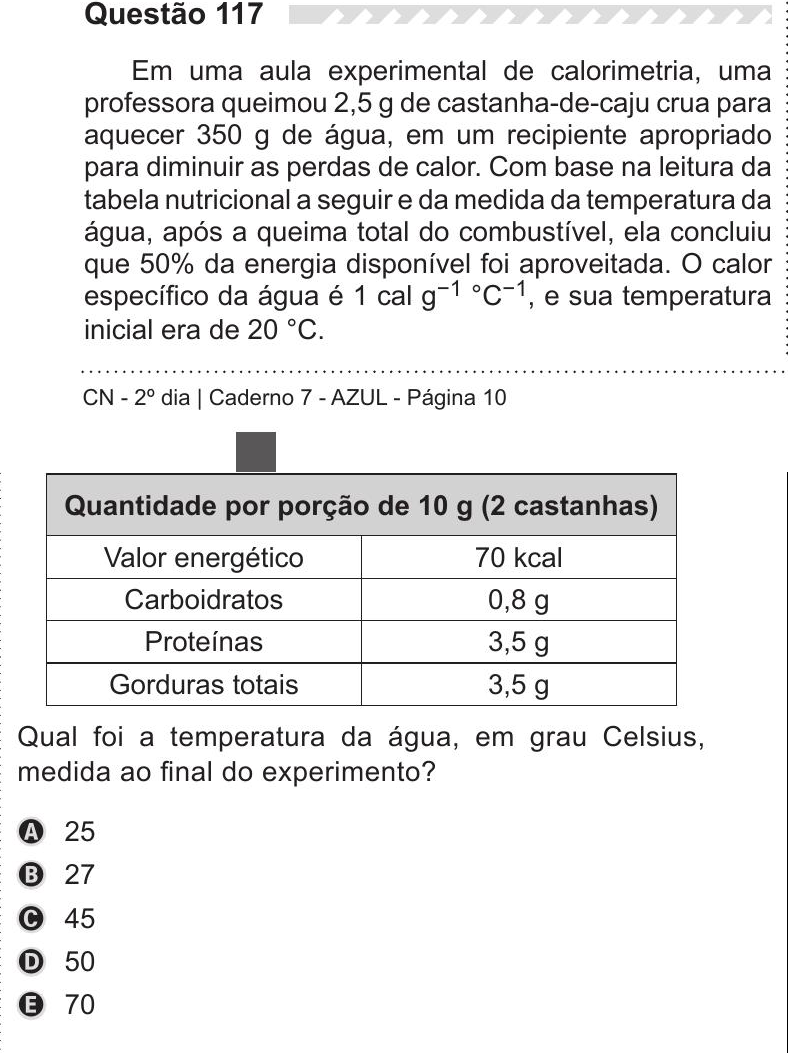 Questão 117
Em uma aula experimental de calorimetria, uma
professora queimou 2,5 g de castanha-de-caju crua para
aquecer 350 g de água, em um recipiente apropriado
para diminuir as perdas de calor. Com base na leitura da
tabela nutricional a seguir e da medida da temperatura da
água, após a queima total do combustível, ela concluiu
que 50% da energia disponível foi aproveitada. O calor
específico da água é 1 cal g⁻¹ °C⁻¹, e sua temperatura
inicial era de 20 °C.
CN - 2º dia | Caderno 7 - AZUL - Página 10
Quantidade por porção de 10 g (2 castanhas)
Valor energético 70 kcal
Carboidratos 0,8 g
Proteínas 3,5 g
Gorduras totais 3,5 g
Qual foi a temperatura da água, em grau Celsius,
medida ao final do experimento?
A 25
B 27
C 45
D 50
E 70